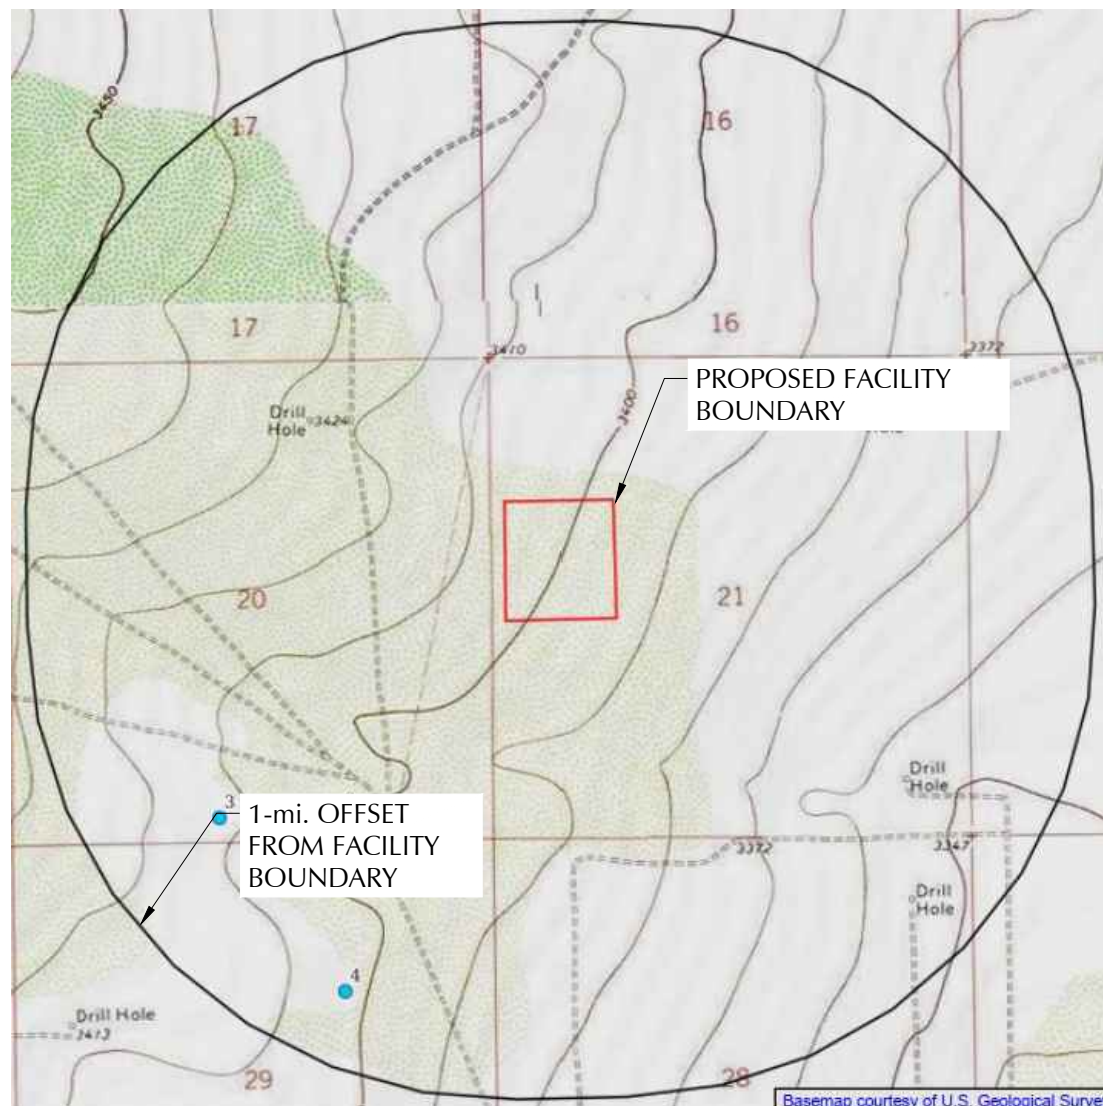 3450
17
16
17
16
3410
3372
PROPOSED FACILITY
BOUNDARY
3400
Drill
Hole 3424
20
21
Drill
Hole
3
1-mi. OFFSET
FROM FACILITY
BOUNDARY
3372
3347
Drill
Hole
4
Drill Hole
3413
29
28
Basemap courtesy of U.S. Geological Survey